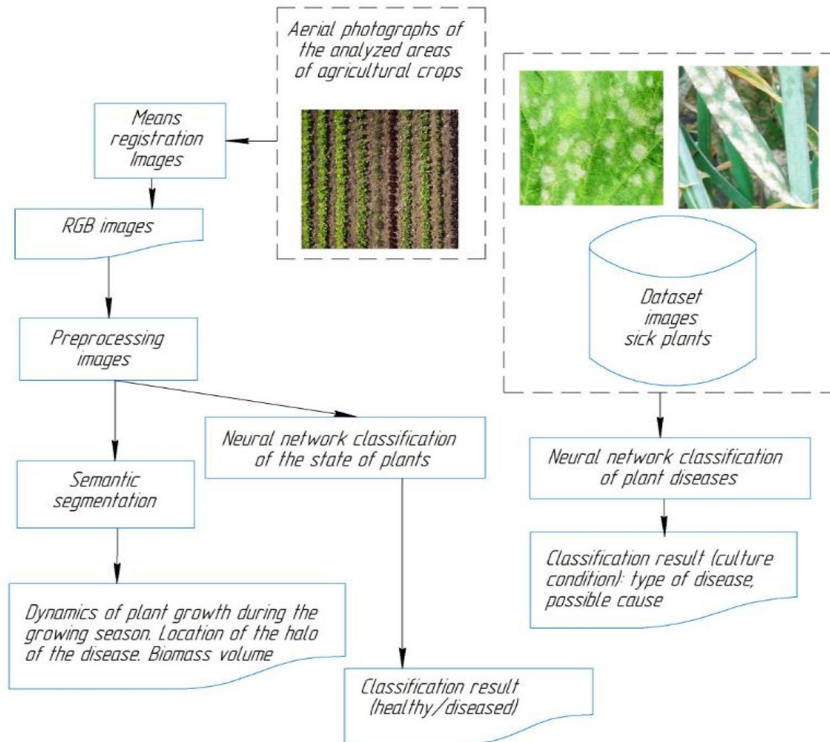 Aerial photographs of
the analyzed areas
of agricultural crops
Means
registration
Images
RGB images
Preprocessing
images
Neural network classification
of the state of plants
Semantic
segmentation
Dynamics of plant growth during the
growing season. Location of the halo
of the disease. Biomass volume
Classification result
(healthy/diseased)
Dataset
images
sick plants
Neural network classification
of plant diseases
Classification result (culture
condition): type of disease,
possible cause